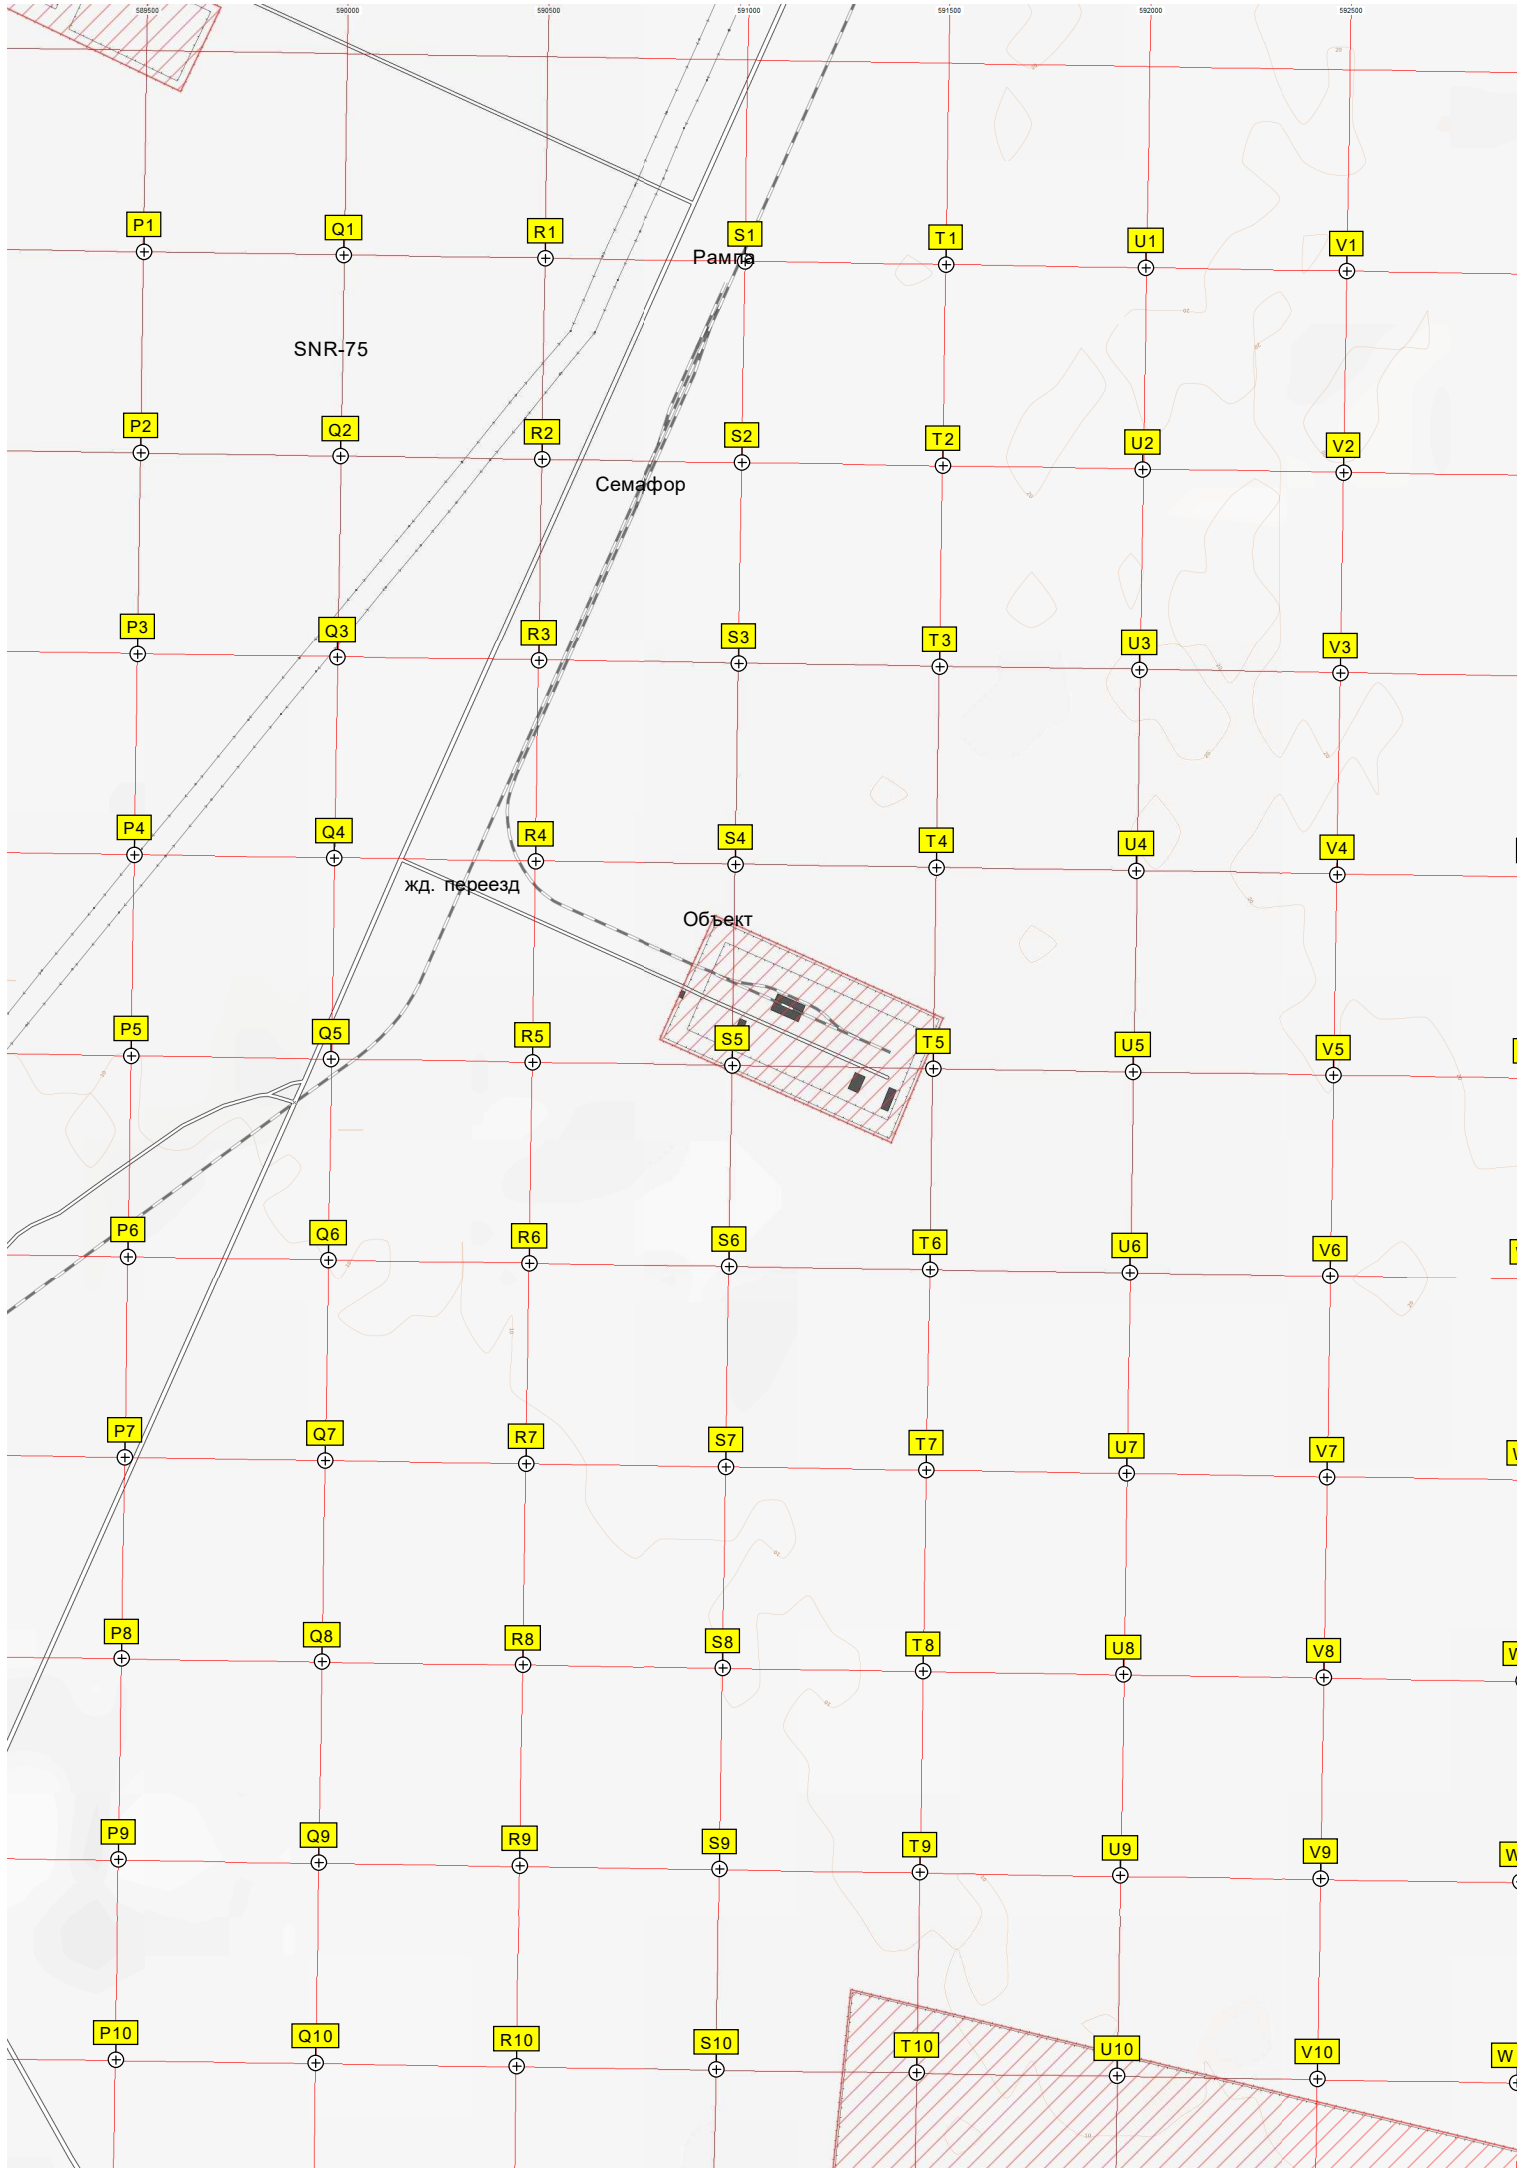 589500 590000 590500 591000 591500 592000 592500
20
P1 Q1 R1 S1 T1 U1 V1
Рампа
20
SNR-75
P2 Q2 R2 S2 T2 U2 V2
Семафор
P3 Q3 R3 S3 T3 U3 V3
P4 Q4 R4 S4 T4 U4 V4
жд. переезд
Объект
P5 Q5 R5 S5 T5 U5 V5
P6 Q6 R6 S6 T6 U6 V6
10
P7 Q7 R7 S7 T7 U7 V7
P8 Q8 R8 S8 T8 U8 V8 W
P9 Q9 R9 S9 T9 U9 V9 W
P10 Q10 R10 S10 T10 U10 V10 W
10